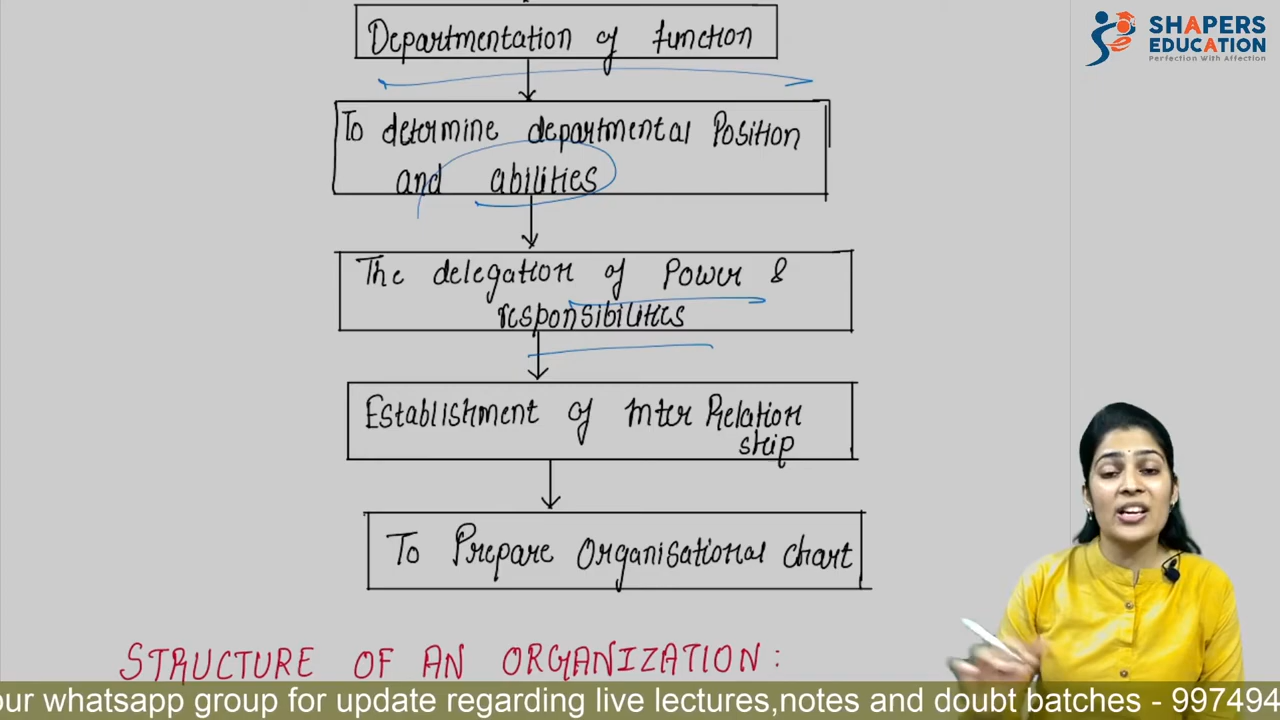 SHAPERS
EDUCATION
Perfection With Affection
Departmentation of function
To determine departmental Position
and abilities
The delegation of Power &
responsibilities
Establishment of Inter Relation
ship
To Prepare Organisational chart
STRUCTURE OF AN ORGANIZATION:
our whatsapp group for update regarding live lectures,notes and doubt batches - 997494